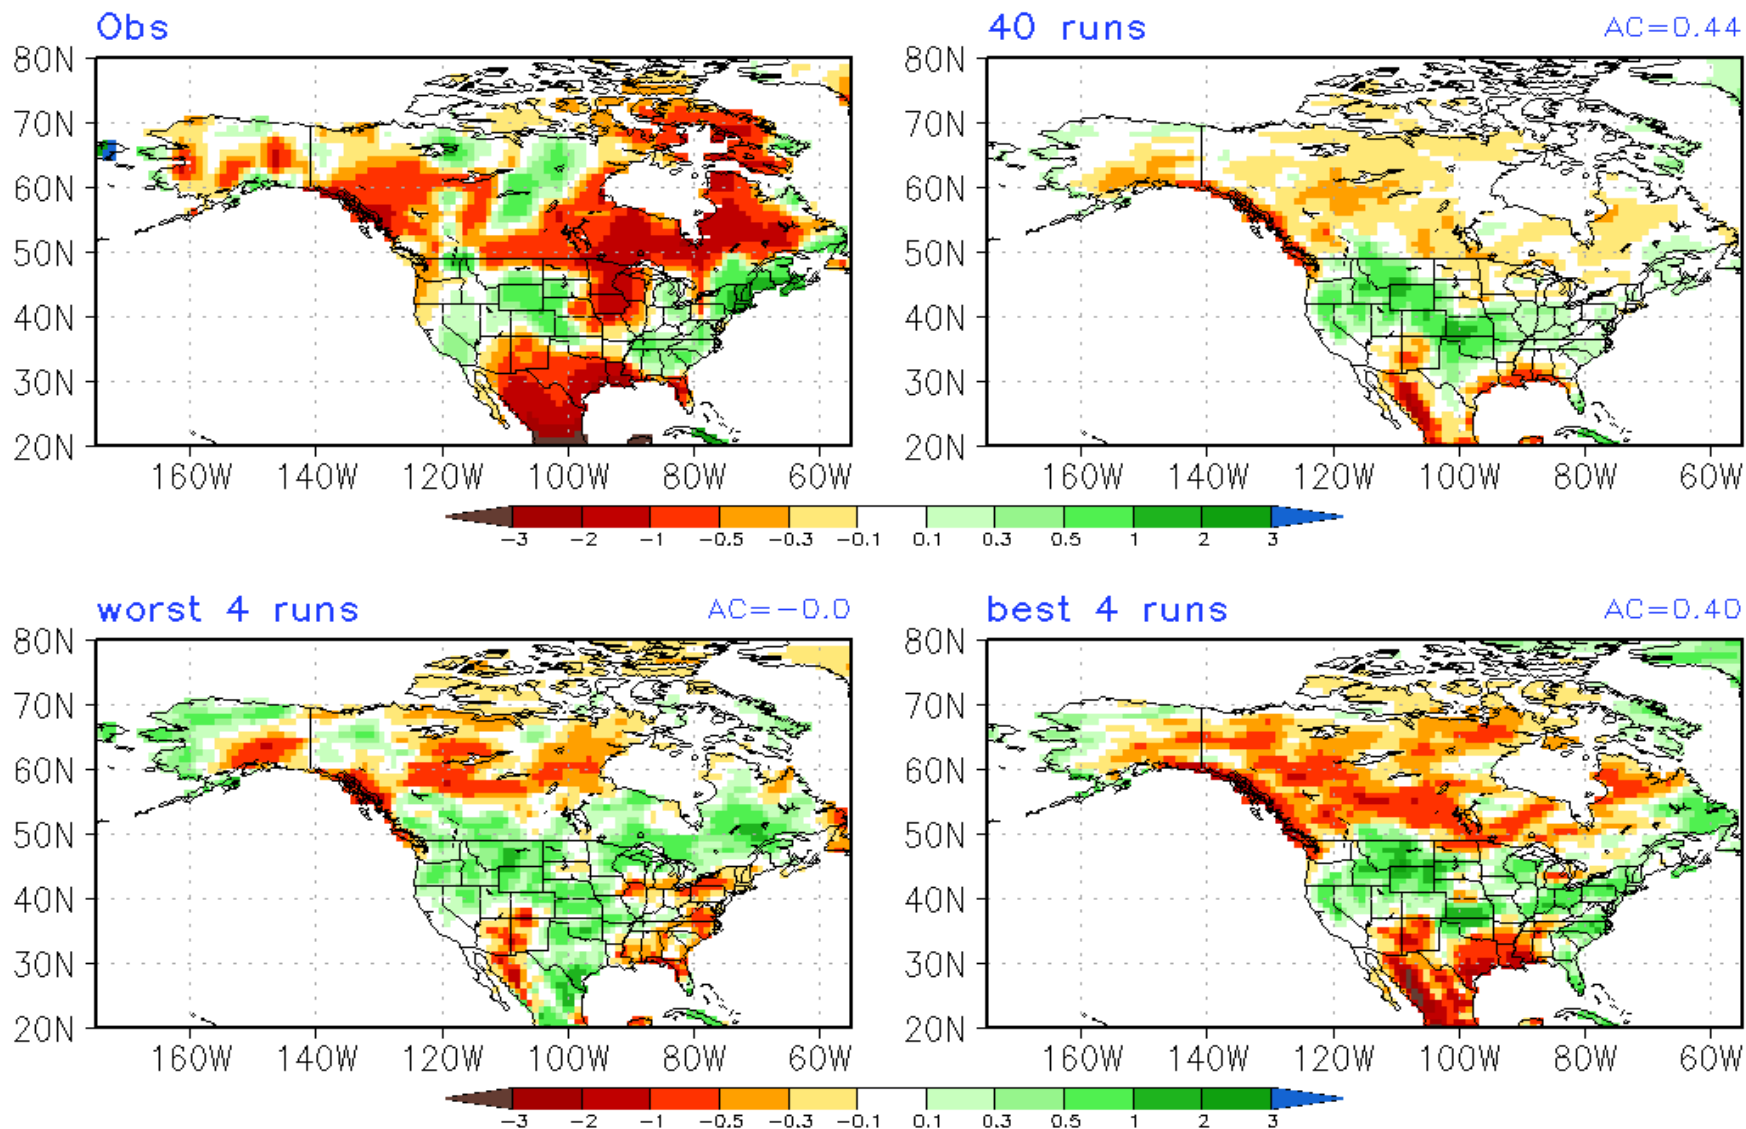 Obs
40 runs AC=0.44
80N 80N
70N 70N
60N 60N
50N 50N
40N 40N
30N 30N
20N 20N
160W 140W 120W 100W 80W 60W 160W 140W 120W 100W 80W 60W
-3 -2 -1 -0.5 -0.3 -0.1 0.1 0.3 0.5 1 2 3
worst 4 runs AC=-0.0
best 4 runs AC=0.40
80N 80N
70N 70N
60N 60N
50N 50N
40N 40N
30N 30N
20N 20N
160W 140W 120W 100W 80W 60W 160W 140W 120W 100W 80W 60W
-3 -2 -1 -0.5 -0.3 -0.1 0.1 0.3 0.5 1 2 3